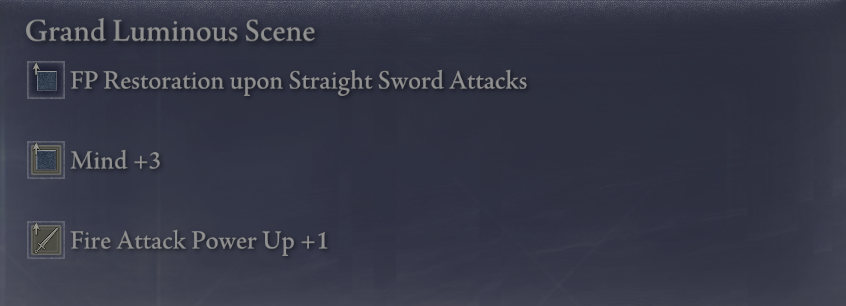 Grand Luminous Scene
FP Restoration upon Straight Sword Attacks
Mind +3
Fire Attack Power Up +1